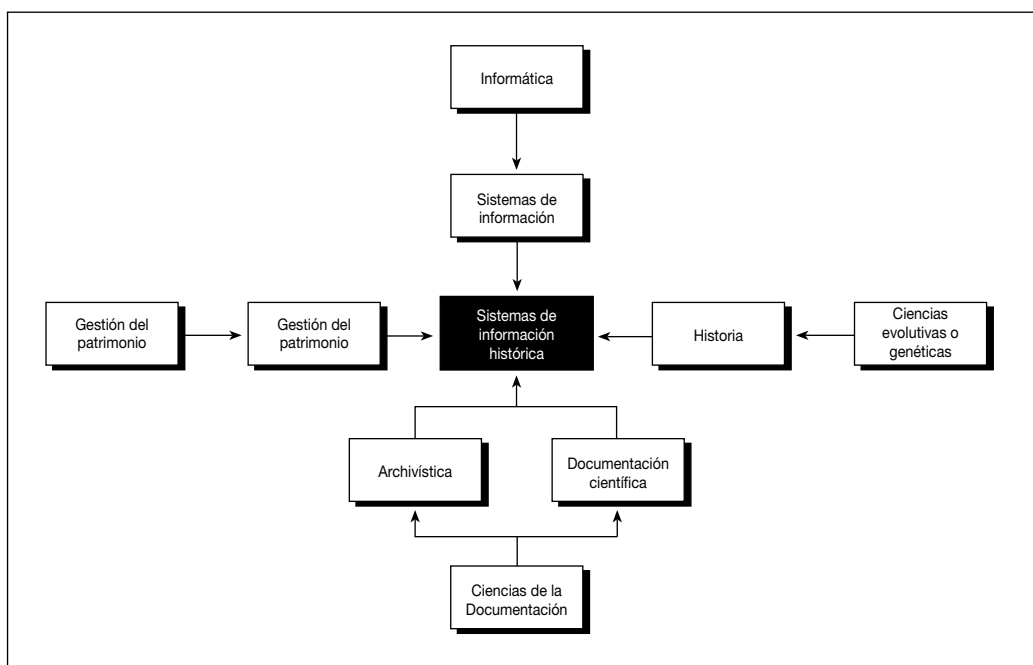 Informática
Sistemas de
información
Gestión del
patrimonio
Gestión del
patrimonio
Sistemas de
información
histórica
Historia
Ciencias
evolutivas o
genéticas
Archivística
Documentación
científica
Ciencias de la
Documentación